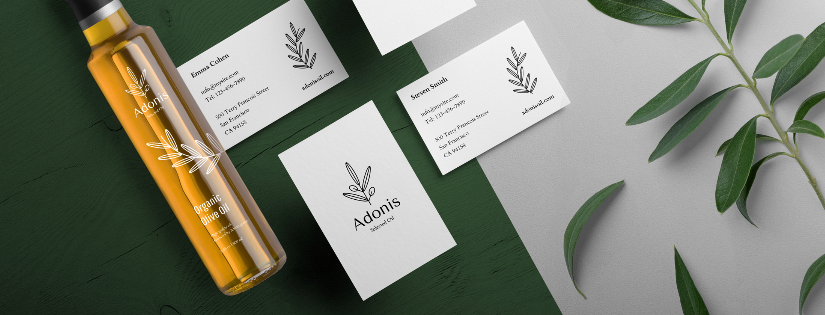 Adonis
Organic
Olive Oil
Emma Cohen
info@mysite.com
Tel: 123-456-7890
500 Terry Francois Street
San Francisco
CA 94158
adonisoil.com
Adonis
Selected Oil
Steven Smith
info@mysite.com
Tel: 123-456-7890
500 Terry Francois Street
San Francisco
CA 94158
adonisoil.com